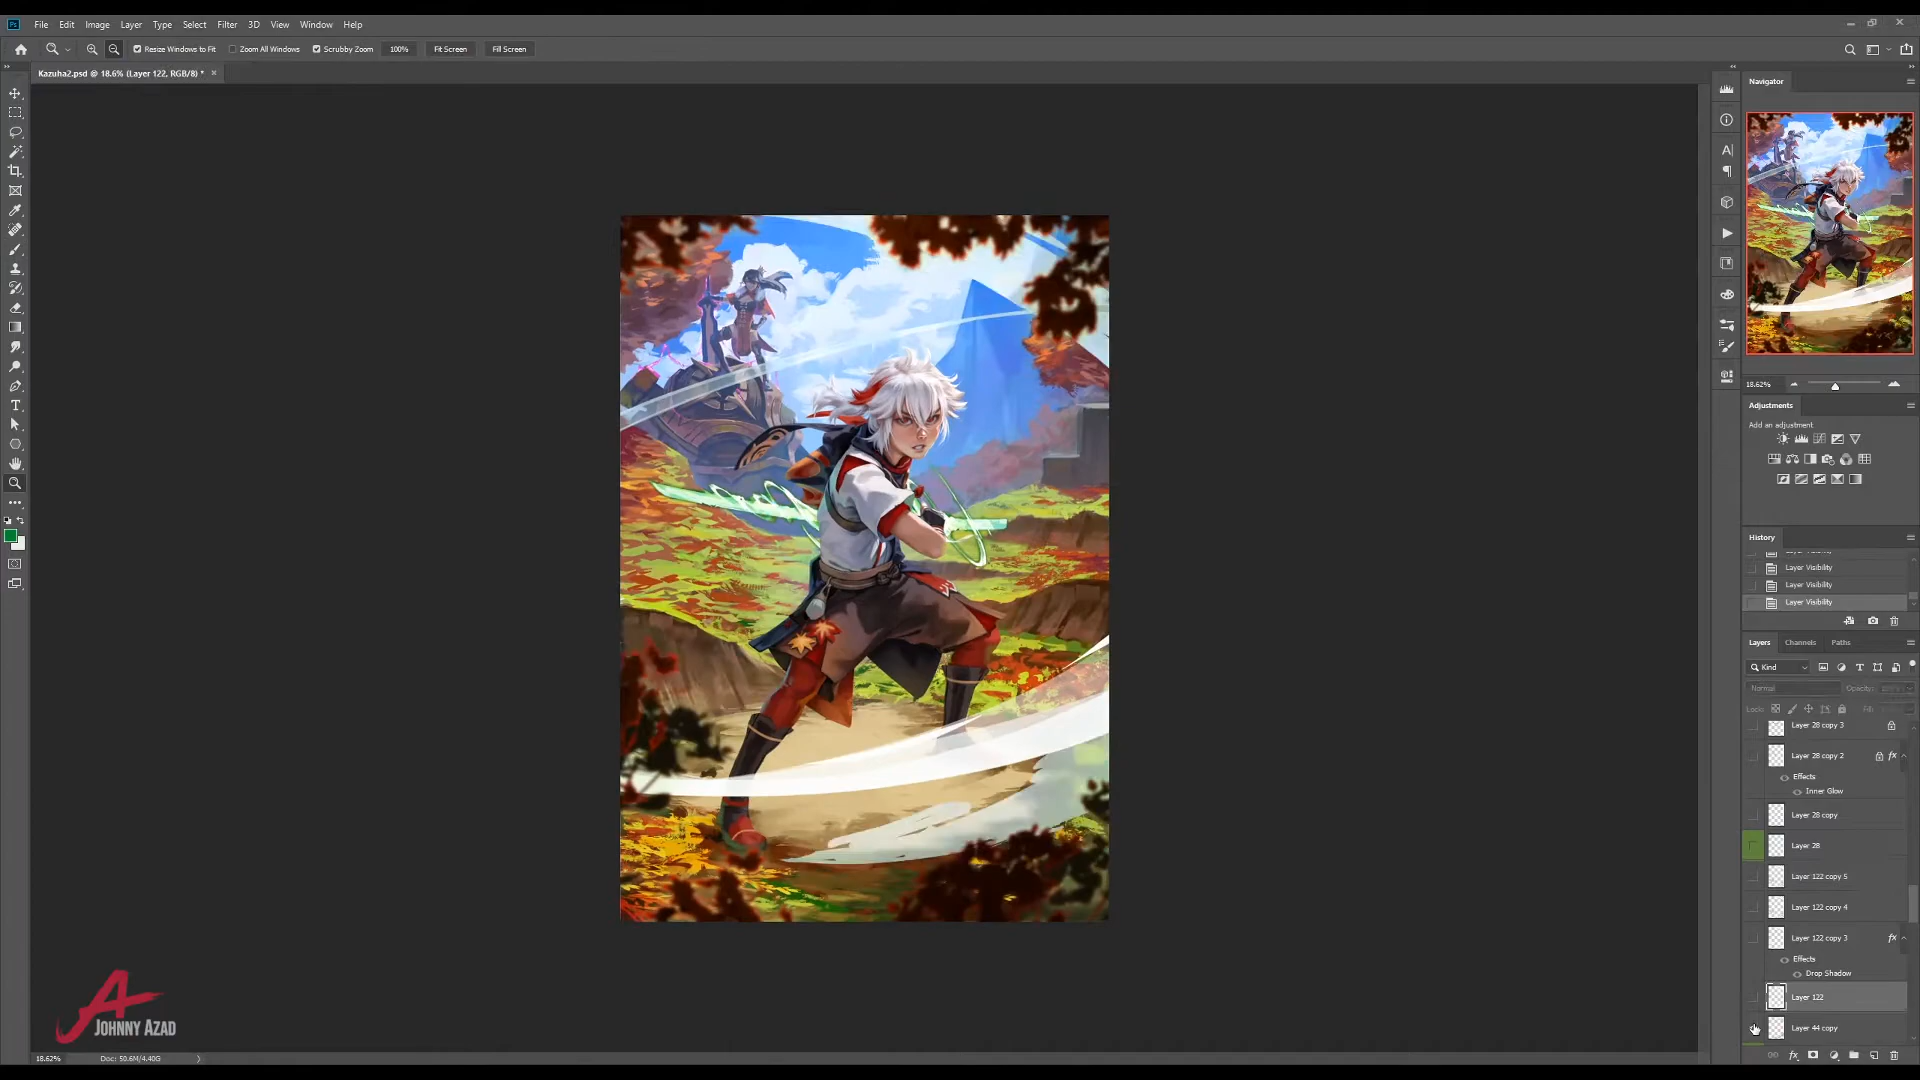 Ps File Edit Image Layer Type Select Filter 3D View Window Help
Resize Windows to Fit Zoom All Windows Scrubby Zoom 100% Fit Screen Fill Screen
Kazuha2.psd @ 18.6% (Layer 122, RGB/8) *
Navigator
18.62%
Adjustments
Add an adjustment
History
Layer Visibility
Layer Visibility
Layer Visibility
Layers Channels Paths
Kind
Normal Opacity:
Lock: Fill:
Layer 28 copy 3
Layer 28 copy 2 fx
Effects
Inner Glow
Layer 28 copy
Layer 28
Layer 122 copy 5
Layer 122 copy 4
Layer 122 copy 3 fx
Effects
Drop Shadow
Layer 122
Layer 44 copy
JOHNNY AZAD
18.62% Doc: 50.6M/4.40G